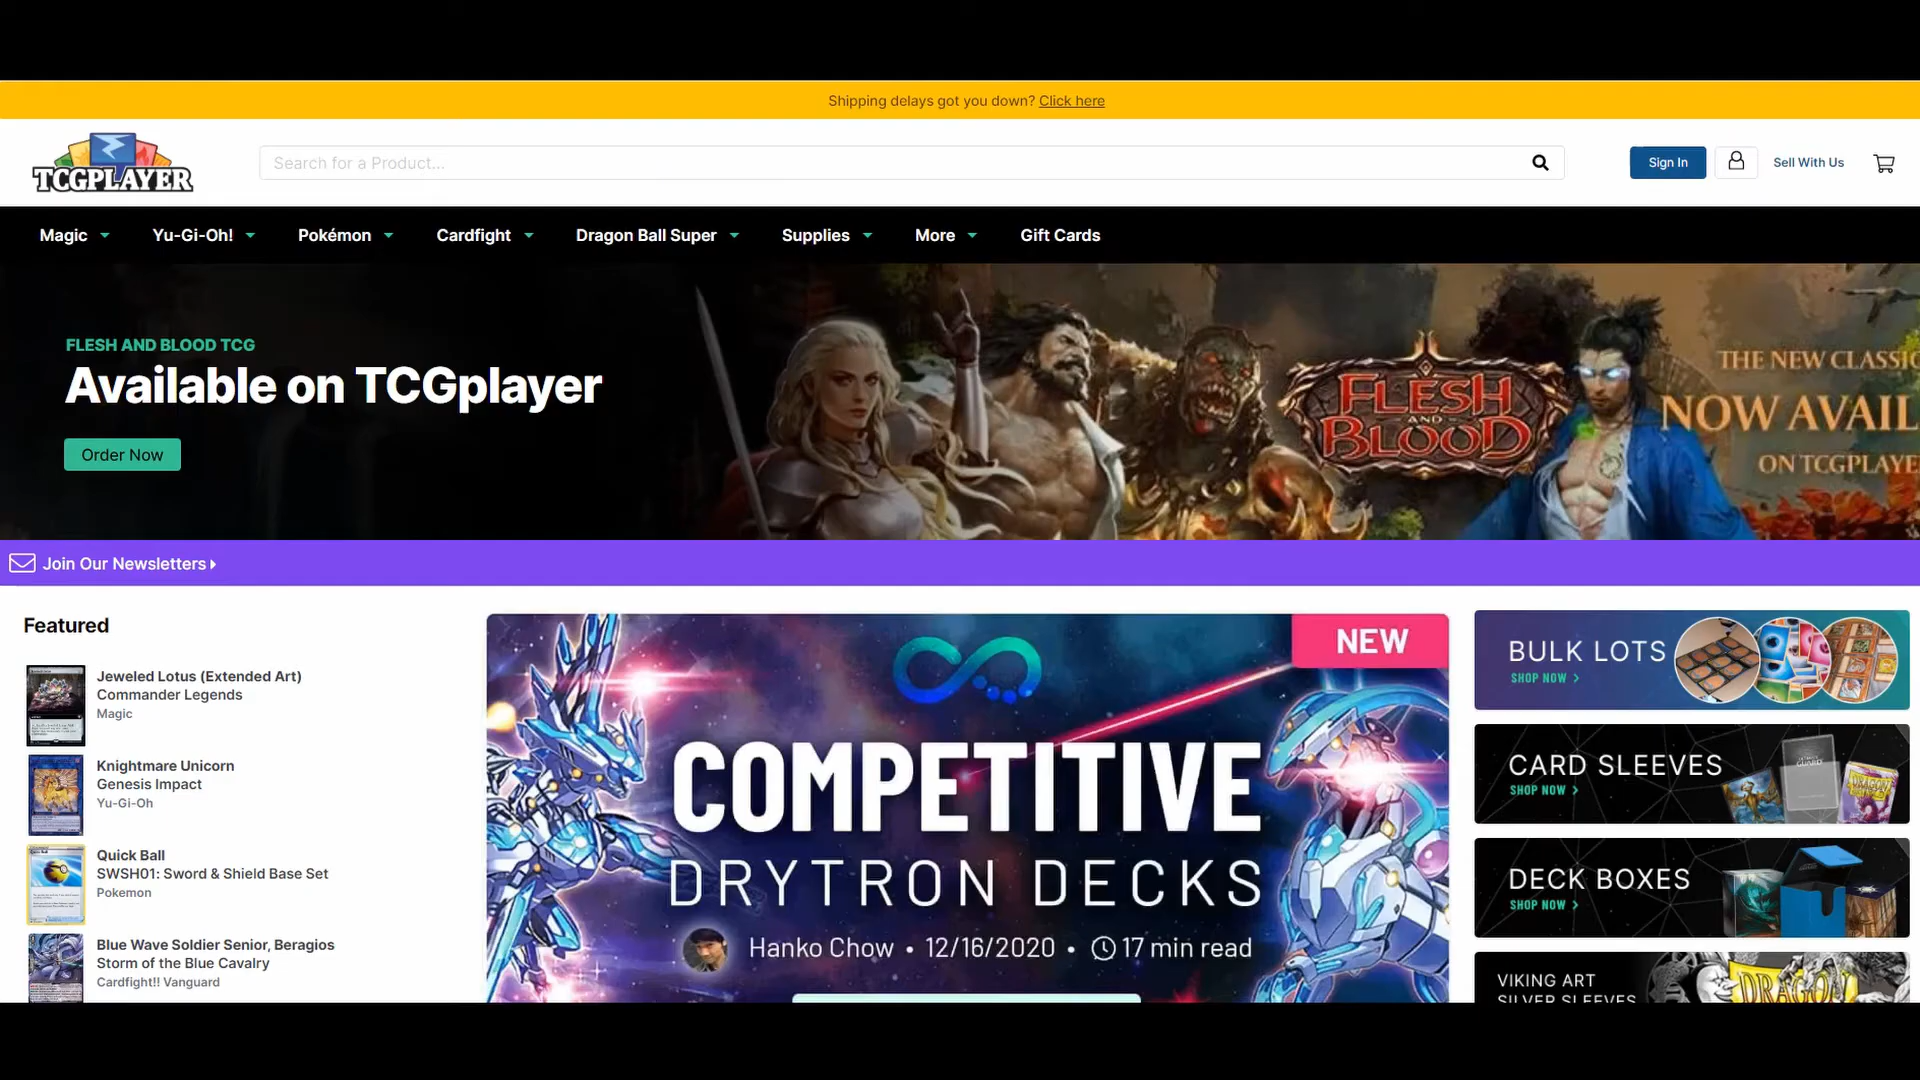 Shipping delays got you down? Click here
TCGPLAYER
Search for a Product...
Sign In
Sell With Us
Magic
Yu-Gi-Oh!
Pokémon
Cardfight
Dragon Ball Super
Supplies
More
Gift Cards
FLESH AND BLOOD TCG
Available on TCGplayer
Order Now
FLESH
AND
BLOOD
THE NEW CLASSIC
NOW AVAIL
ON TCGPLAYE
Join Our Newsletters
Featured
Jeweled Lotus (Extended Art)
Commander Legends
Magic
Knightmare Unicorn
Genesis Impact
Yu-Gi-Oh
Quick Ball
SWSH01: Sword & Shield Base Set
Pokemon
Blue Wave Soldier Senior, Beragios
Storm of the Blue Cavalry
Cardfight!! Vanguard
NEW
COMPETITIVE
DRYTRON DECKS
Hanko Chow • 12/16/2020 • 17 min read
BULK LOTS
SHOP NOW >
CARD SLEEVES
SHOP NOW >
GUARD
DRAGON
DECK BOXES
SHOP NOW >
VIKING ART
SILVER SLEEVES
DRAGON